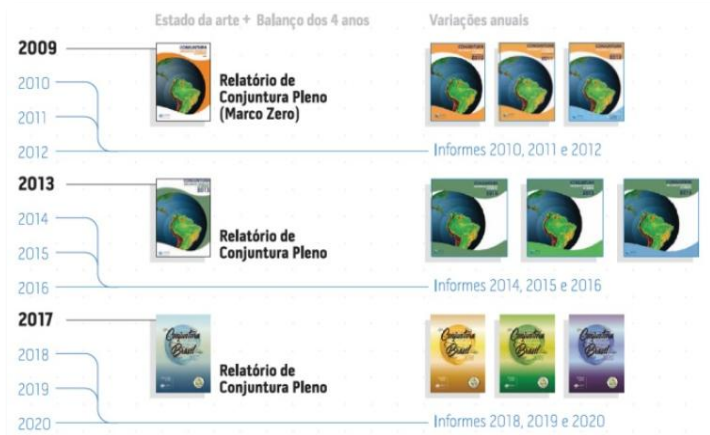 Estado da arte + Balanço dos 4 anos
Variações anuais
2009
2010
2011
2012
Relatório de
Conjuntura Pleno
(Marco Zero)
Informes 2010, 2011 e 2012
2013
2014
2015
2016
Relatório de
Conjuntura Pleno
Informes 2014, 2015 e 2016
2017
2018
2019
2020
Relatório de
Conjuntura Pleno
Informes 2018, 2019 e 2020